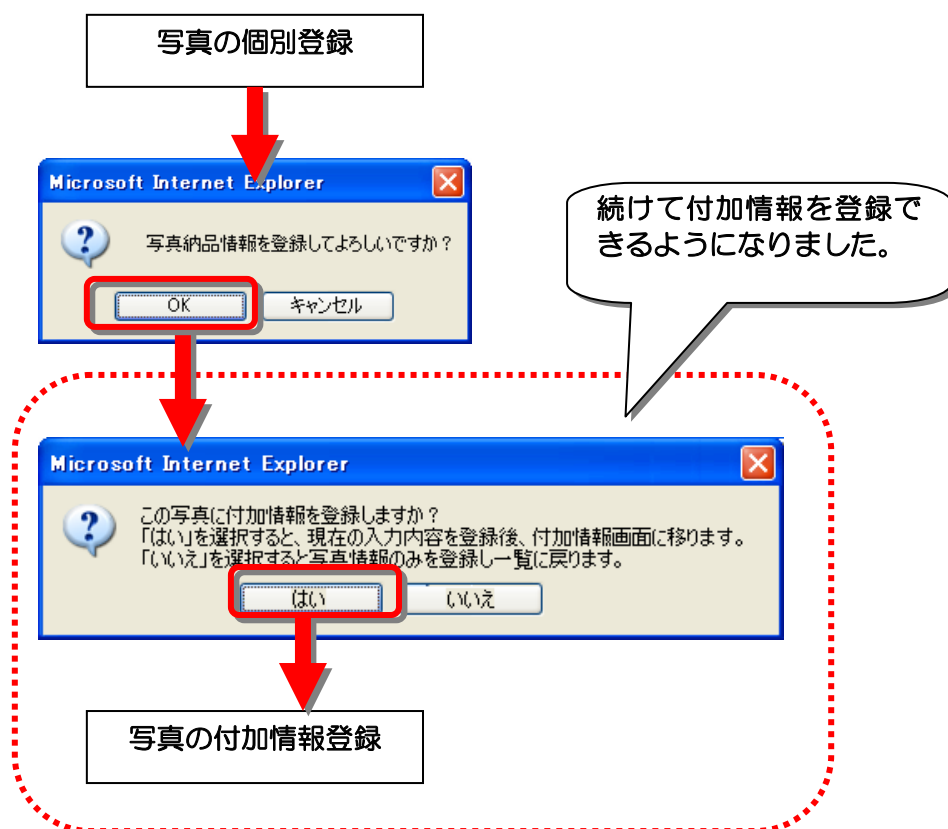 写真の個別登録
Microsoft Internet Explorer
写真納品情報を登録してよろしいですか？
OK
キャンセル
続けて付加情報を登録で
きるようになりました。
Microsoft Internet Explorer
この写真に付加情報を登録しますか？
「はい」を選択すると、現在の入力内容を登録後、付加情報画面に移ります。
「いいえ」を選択すると写真情報のみを登録し一覧に戻ります。
はい
いいえ
写真の付加情報登録